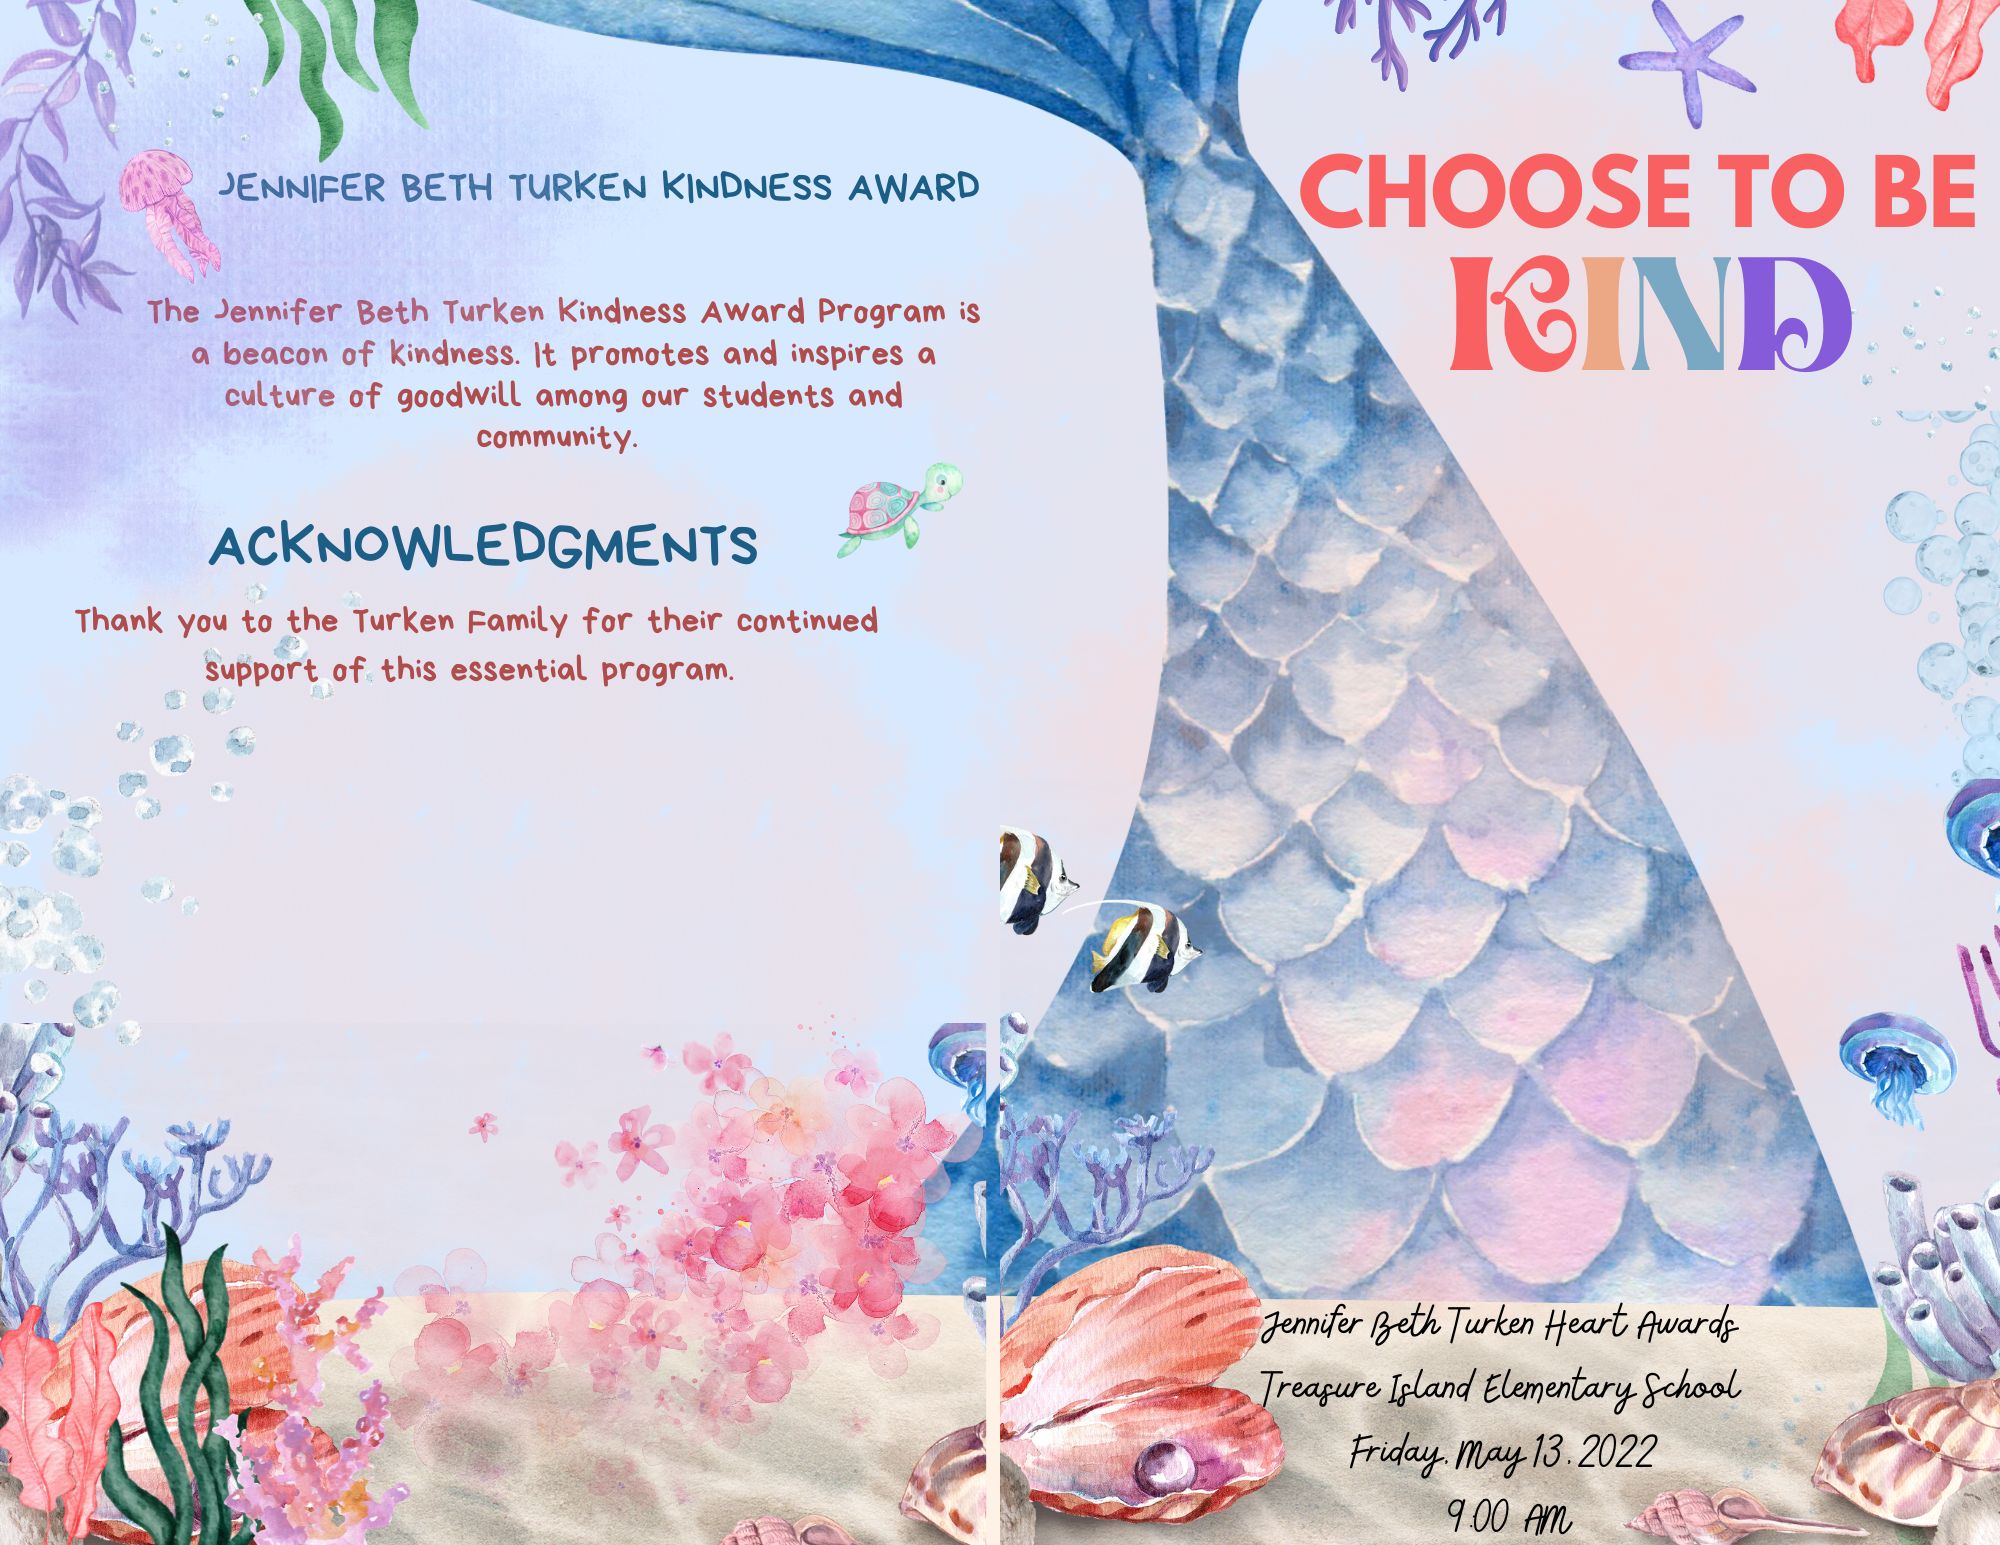 JENNIFER BETH TURKEN KINDNESS AWARD
The Jennifer Beth Turken Kindness Award Program is
a beacon of kindness. It promotes and inspires a
culture of goodwill among our students and
community.
ACKNOWLEDGMENTS
Thank you to the Turken Family for their continued
support of this essential program.
CHOOSE TO BE
KIND
Jennifer Beth Turken Heart Awards
Treasure Island Elementary School
Friday, May 13, 2022
9:00 AM